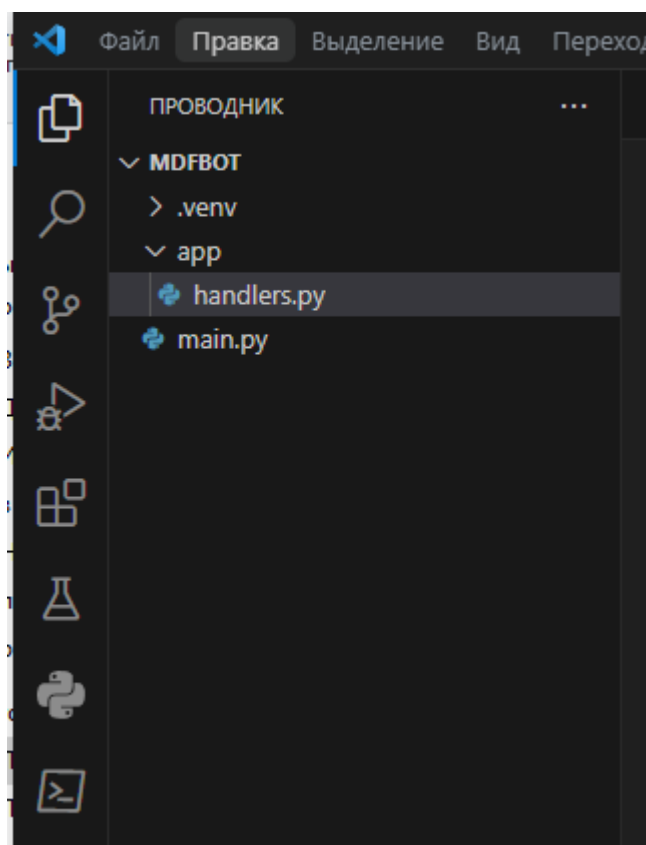 Файл Правка Выделение Вид Переход
ПРОВОДНИК
MDFBOT
.venv
app
handlers.py
main.py